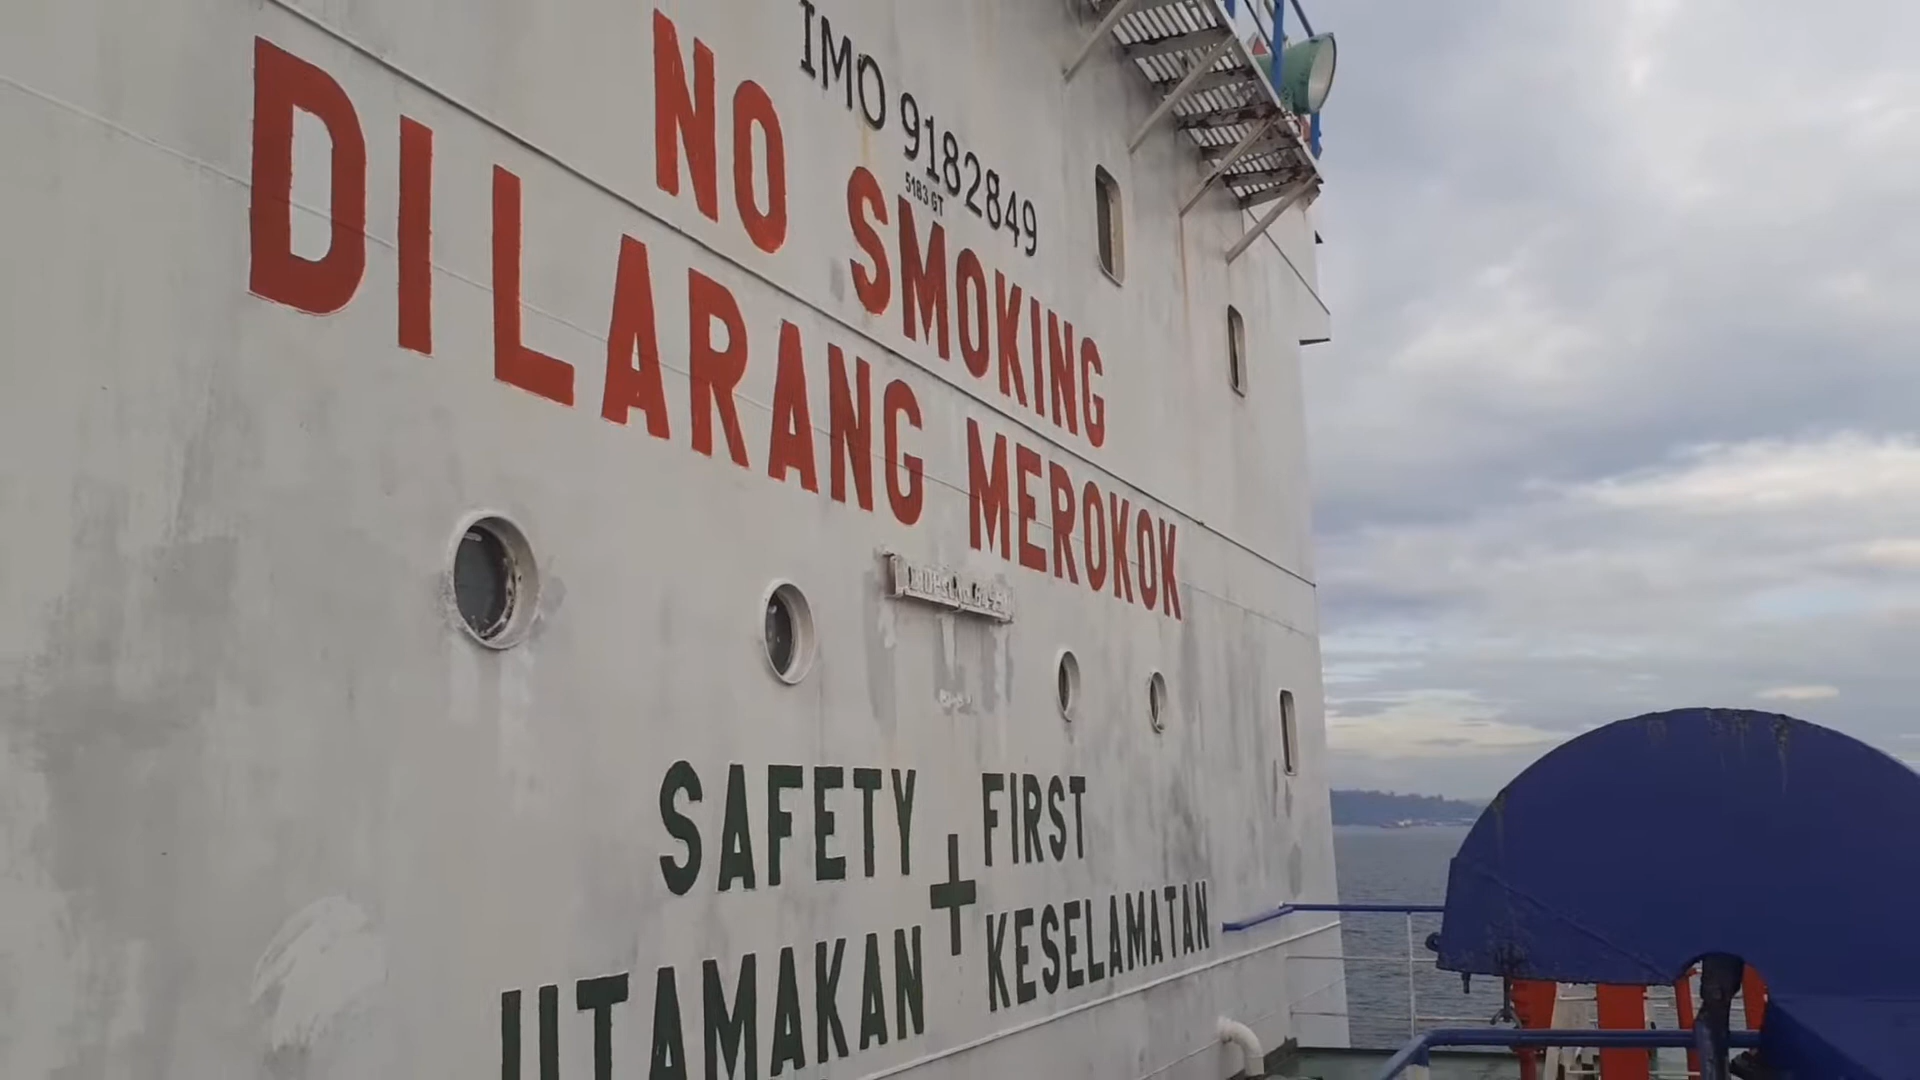 IMO 9182849
5183 GT
NO SMOKING
DILARANG MEROKOK
SAFETY + FIRST
UTAMAKAN KESELAMATAN